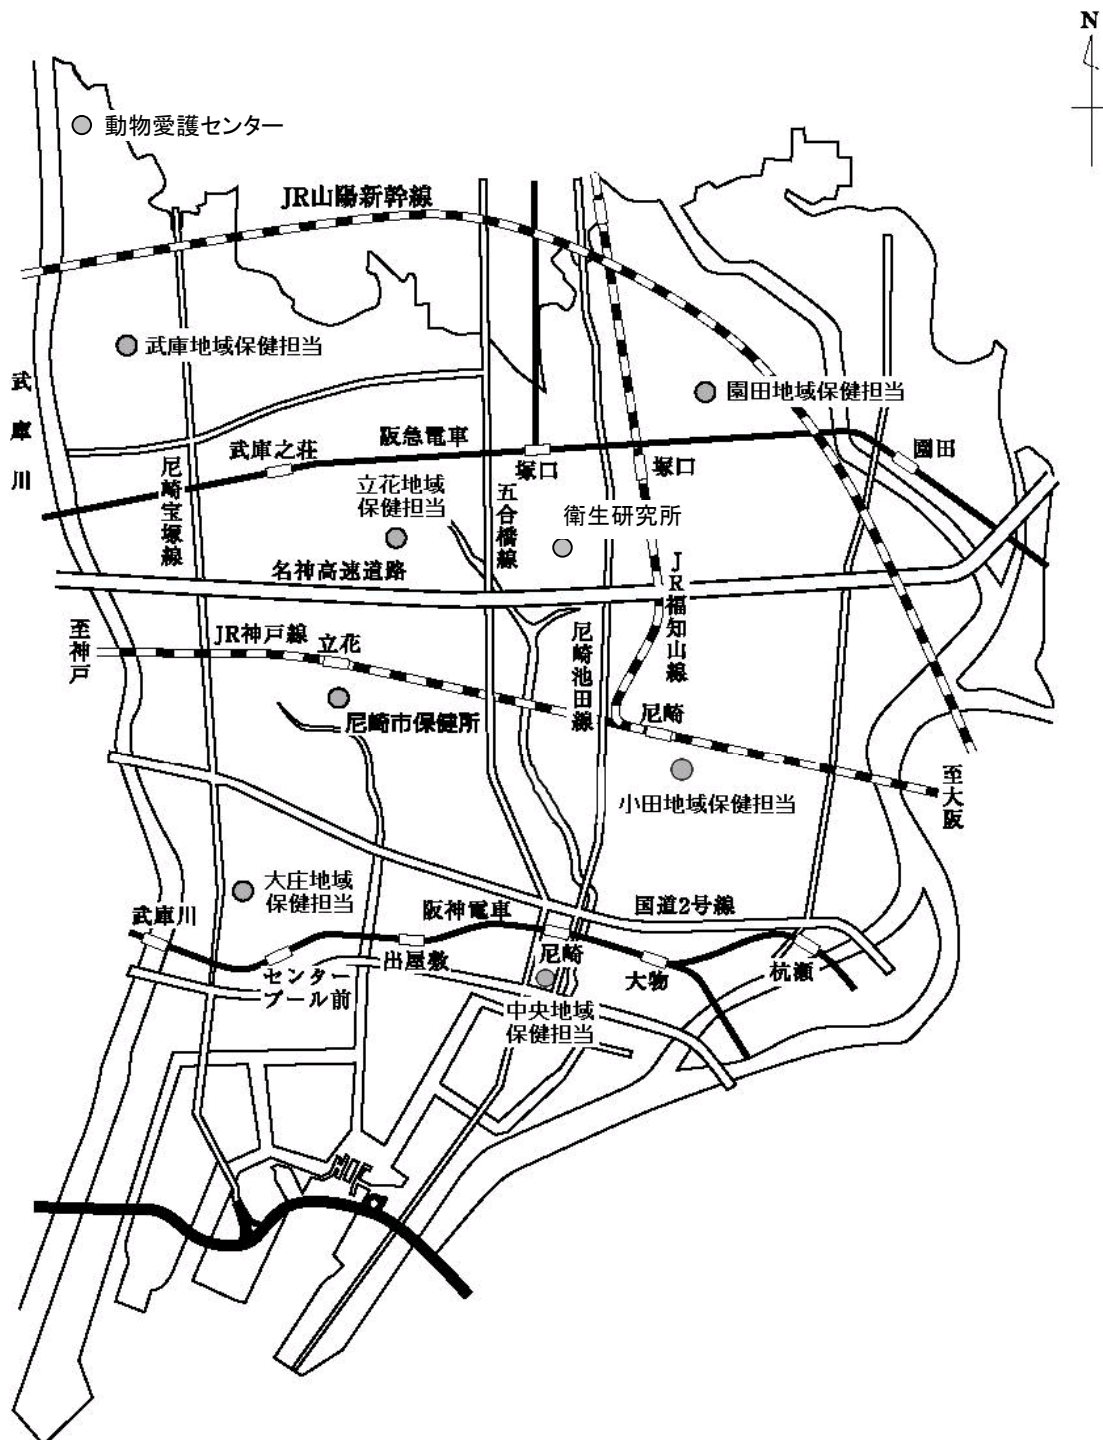 N
動物愛護センター
JR山陽新幹線
武庫地域保健担当
武庫川
園田地域保健担当
阪急電車
武庫之荘
園田
塚口
塚口
尼崎宝塚線
立花地域
保健担当
五合橋線
衛生研究所
名神高速道路
JR福知山線
至神戸
JR神戸線
立花
尼崎池田線
尼崎
尼崎市保健所
小田地域保健担当
至大阪
大庄地域
保健担当
武庫川
阪神電車
国道2号線
出屋敷
尼崎
大物
杭瀬
センター
プール前
中央地域
保健担当